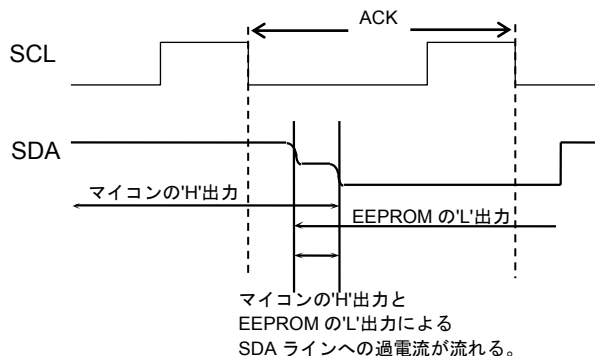 ACK
SCL
SDA
マイコンの'H'出力
EEPROM の'L'出力
マイコンの'H'出力と
EEPROM の'L'出力による
SDA ラインへの過電流が流れる。